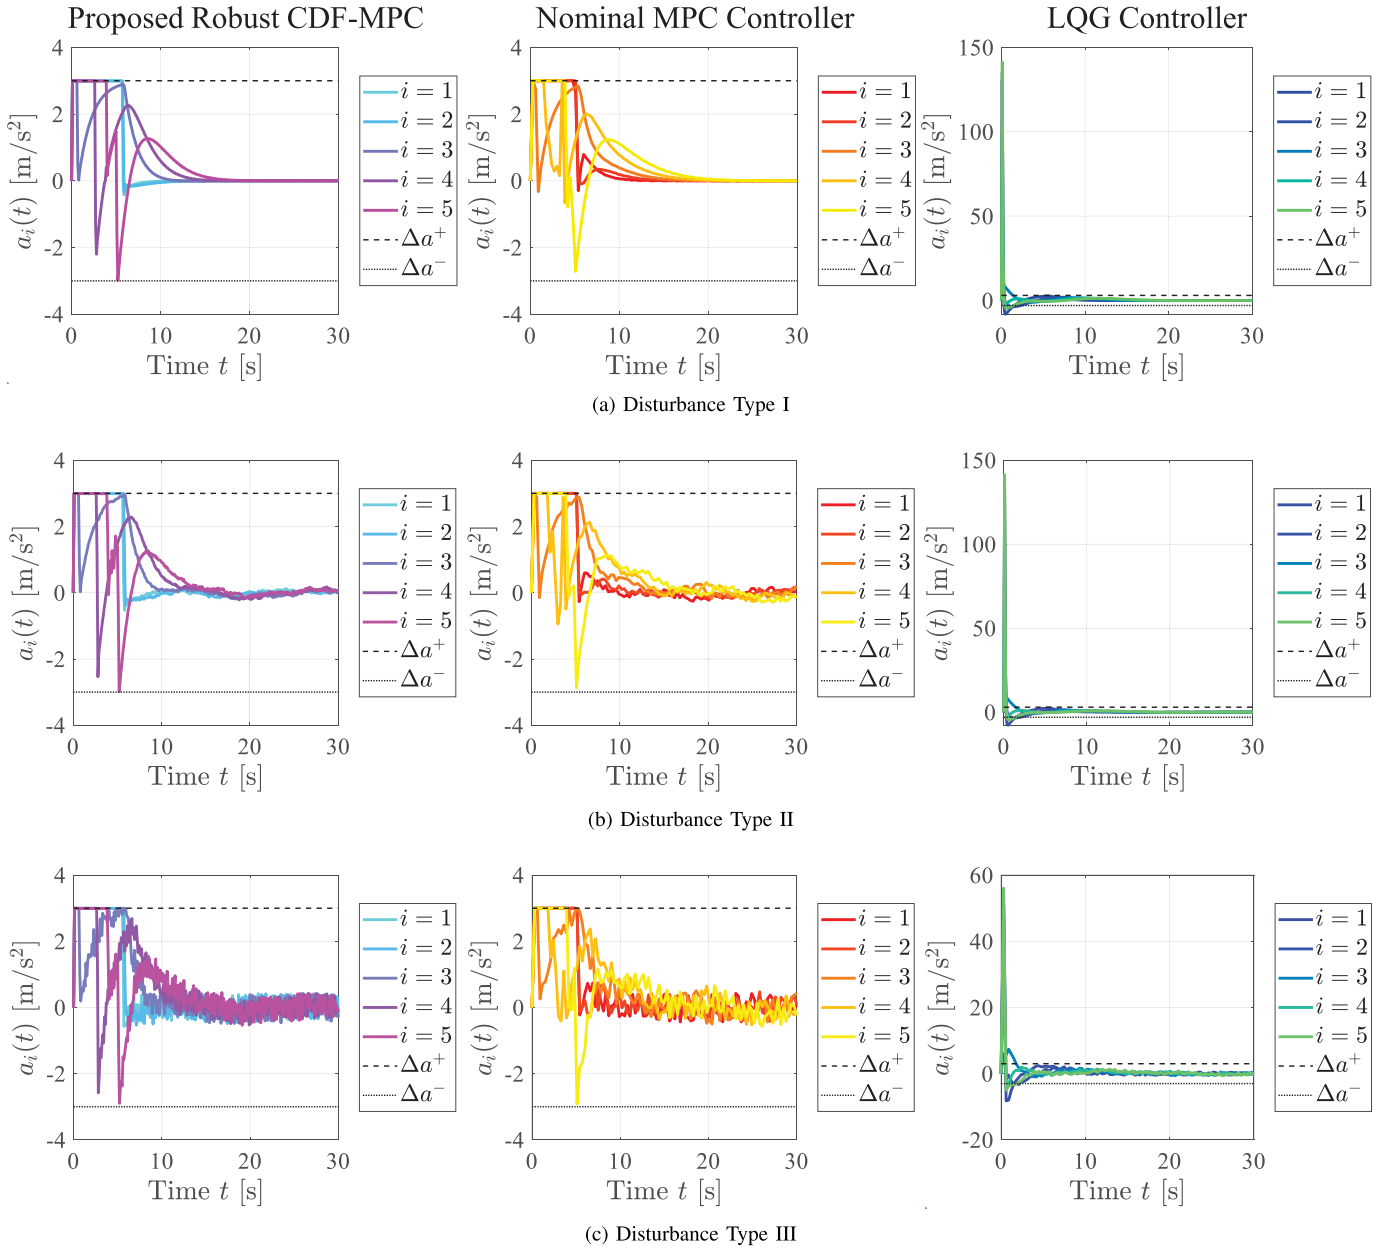 Proposed Robust CDF-MPC
Nominal MPC Controller
LQG Controller
4
2
0
-2
-4
0
10
20
30
a_i(t) [m/s²]
Time t [s]
i = 1
i = 2
i = 3
i = 4
i = 5
Δa⁺
Δa⁻
4
2
0
-2
-4
0
10
20
30
a_i(t) [m/s²]
Time t [s]
i = 1
i = 2
i = 3
i = 4
i = 5
Δa⁺
Δa⁻
150
100
50
0
0
10
20
30
a_i(t) [m/s²]
Time t [s]
i = 1
i = 2
i = 3
i = 4
i = 5
Δa⁺
Δa⁻
(a) Disturbance Type I
4
2
0
-2
-4
0
10
20
30
a_i(t) [m/s²]
Time t [s]
i = 1
i = 2
i = 3
i = 4
i = 5
Δa⁺
Δa⁻
4
2
0
-2
-4
0
10
20
30
a_i(t) [m/s²]
Time t [s]
i = 1
i = 2
i = 3
i = 4
i = 5
Δa⁺
Δa⁻
150
100
50
0
0
10
20
30
a_i(t) [m/s²]
Time t [s]
i = 1
i = 2
i = 3
i = 4
i = 5
Δa⁺
Δa⁻
(b) Disturbance Type II
4
2
0
-2
-4
0
10
20
30
a_i(t) [m/s²]
Time t [s]
i = 1
i = 2
i = 3
i = 4
i = 5
Δa⁺
Δa⁻
4
2
0
-2
-4
0
10
20
30
a_i(t) [m/s²]
Time t [s]
i = 1
i = 2
i = 3
i = 4
i = 5
Δa⁺
Δa⁻
60
40
20
0
-20
0
10
20
30
a_i(t) [m/s²]
Time t [s]
i = 1
i = 2
i = 3
i = 4
i = 5
Δa⁺
Δa⁻
(c) Disturbance Type III